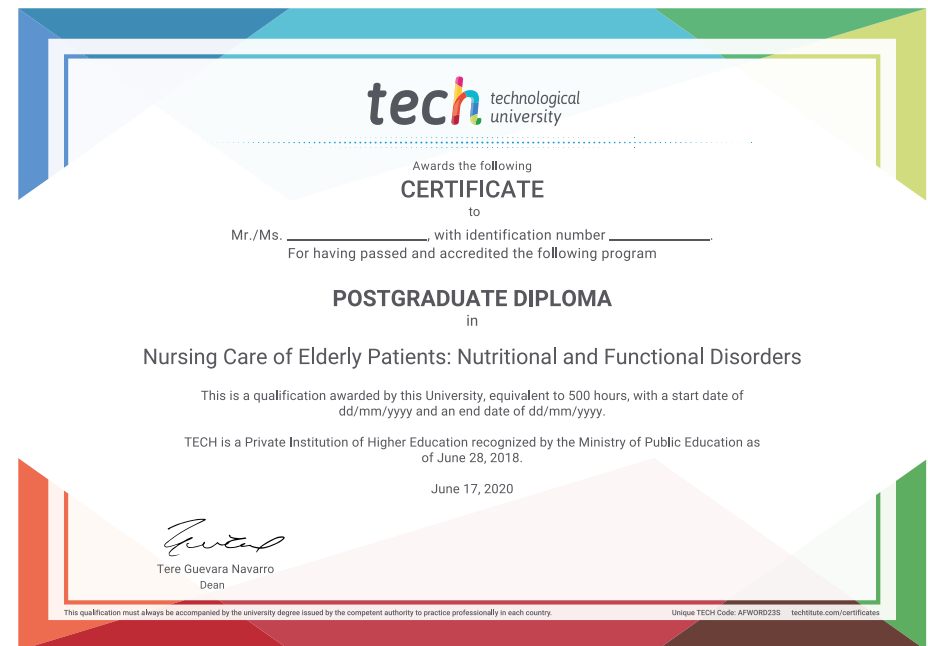 tech technological
university
Awards the following
CERTIFICATE
to
Mr./Ms. ____________________, with identification number ______________.
For having passed and accredited the following program
POSTGRADUATE DIPLOMA
in
Nursing Care of Elderly Patients: Nutritional and Functional Disorders
This is a qualification awarded by this University, equivalent to 500 hours, with a start date of
dd/mm/yyyy and an end date of dd/mm/yyyy.
TECH is a Private Institution of Higher Education recognized by the Ministry of Public Education as
of June 28, 2018.
June 17, 2020
Tere Guevara Navarro
Dean
This qualification must always be accompanied by the university degree issued by the competent authority to practice professionally in each country.
Unique TECH Code: AFWORD23S techtitute.com/certificates